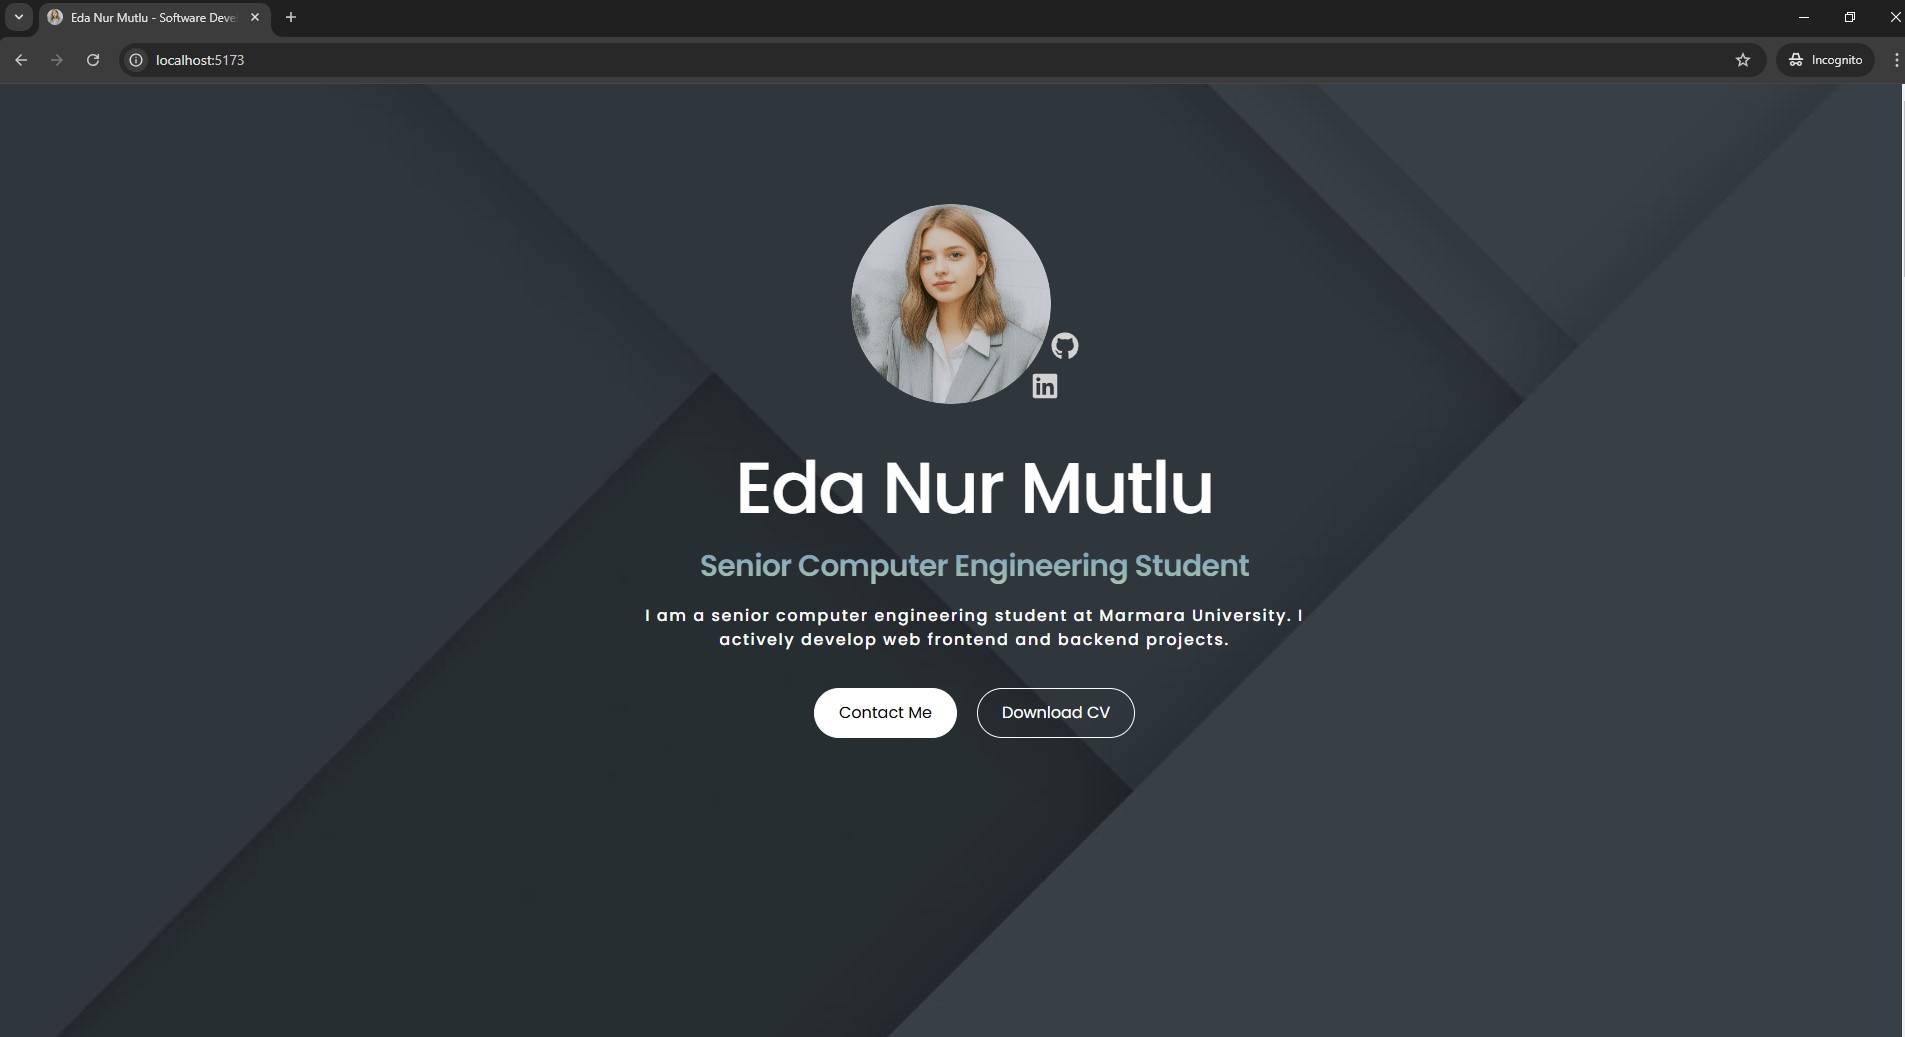 Eda Nur Mutlu - Software Deve
localhost:5173
Incognito
in
Eda Nur Mutlu
Senior Computer Engineering Student
I am a senior computer engineering student at Marmara University. I
actively develop web frontend and backend projects.
Contact Me
Download CV